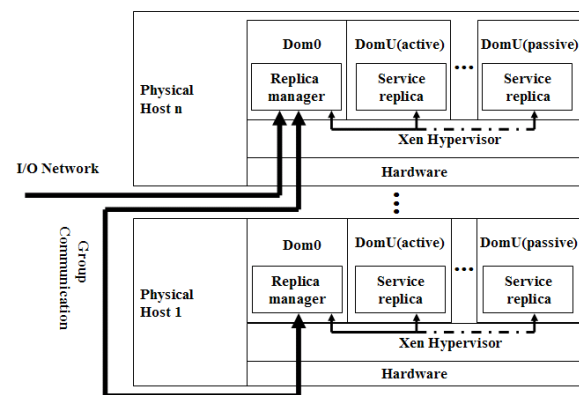 Dom0 DomU(active) DomU(passive)
Physical
Host n
Replica
manager
Service
replica
...
Service
replica
Xen Hypervisor
I/O Network
Hardware
...
Group
Communication
Dom0 DomU(active) DomU(passive)
Physical
Host 1
Replica
manager
Service
replica
...
Service
replica
Xen Hypervisor
Hardware